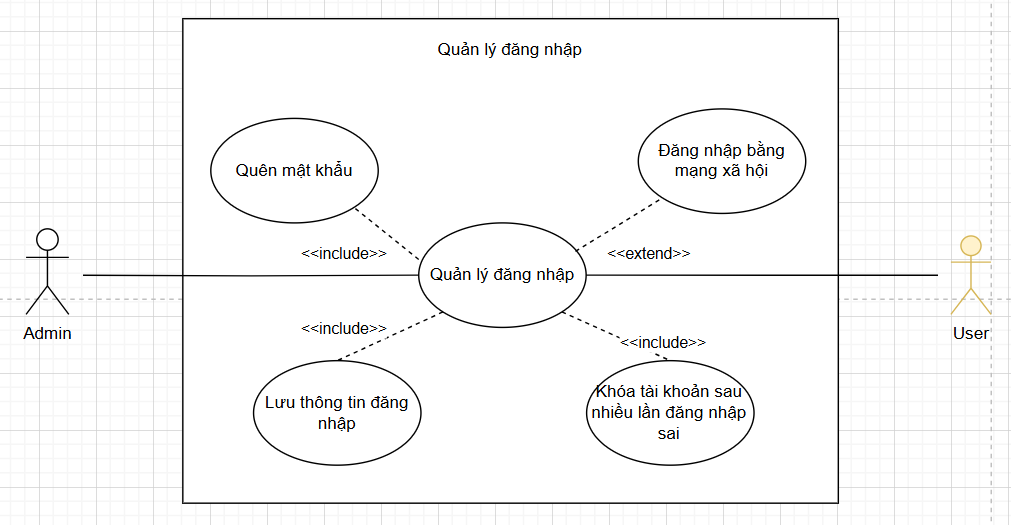 Quản lý đăng nhập
Quên mật khẩu
Đăng nhập bằng
mạng xã hội
<<include>>
Quản lý đăng nhập
<<extend>>
Admin
User
<<include>>
<<include>>
Lưu thông tin đăng
nhập
Khóa tài khoản sau
nhiều lần đăng nhập
sai